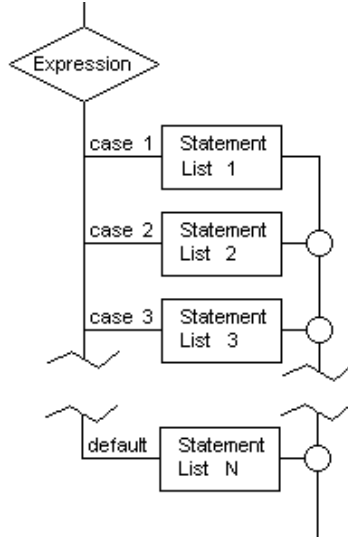 Expression
case 1
Statement
List 1
case 2
Statement
List 2
case 3
Statement
List 3
default
Statement
List N